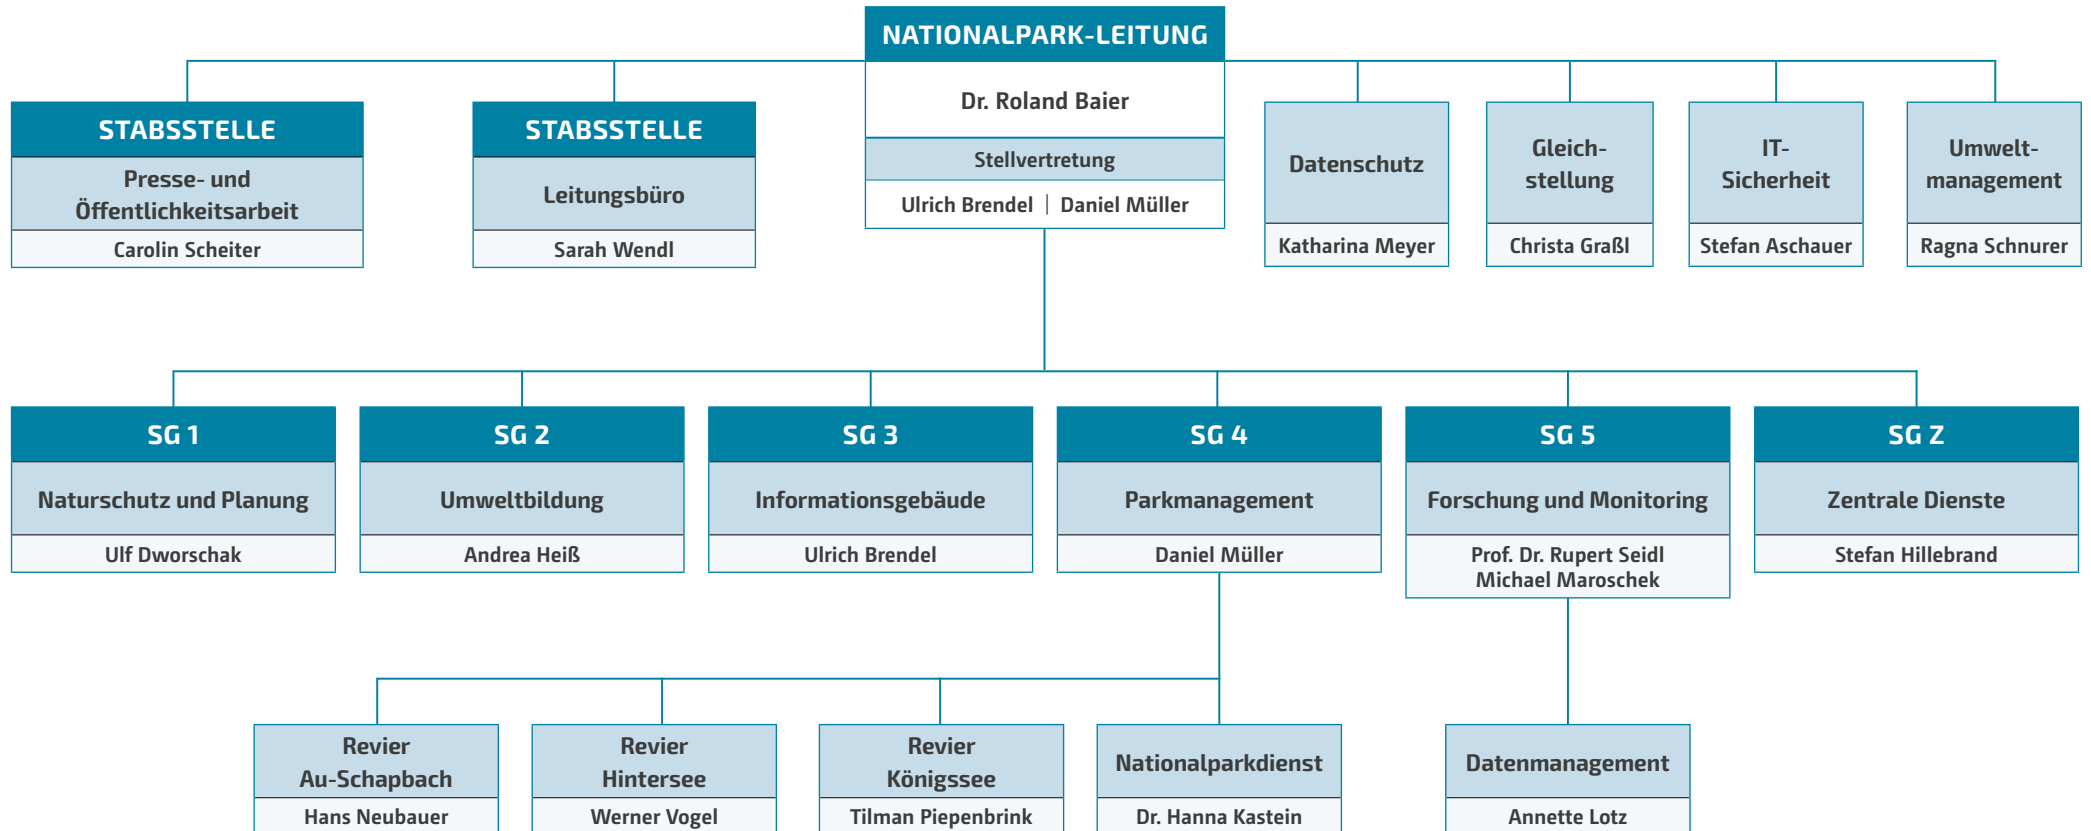 NATIONALPARK-LEITUNG
Dr. Roland Baier
Stellvertretung
Ulrich Brendel | Daniel Müller
STABSSTELLE
Presse- und
Öffentlichkeitsarbeit
Carolin Scheiter
STABSSTELLE
Leitungsbüro
Sarah Wendl
Datenschutz
Katharina Meyer
Gleich-
stellung
Christa Graßl
IT-
Sicherheit
Stefan Aschauer
Umwelt-
management
Ragna Schnurer
SG 1
Naturschutz und Planung
Ulf Dworschak
SG 2
Umweltbildung
Andrea Heiß
SG 3
Informationsgebäude
Ulrich Brendel
SG 4
Parkmanagement
Daniel Müller
SG 5
Forschung und Monitoring
Prof. Dr. Rupert Seidl
Michael Maroschek
SG Z
Zentrale Dienste
Stefan Hillebrand
Revier
Au-Schapbach
Hans Neubauer
Revier
Hintersee
Werner Vogel
Revier
Königssee
Tilman Piepenbrink
Nationalparkdienst
Dr. Hanna Kastein
Datenmanagement
Annette Lotz